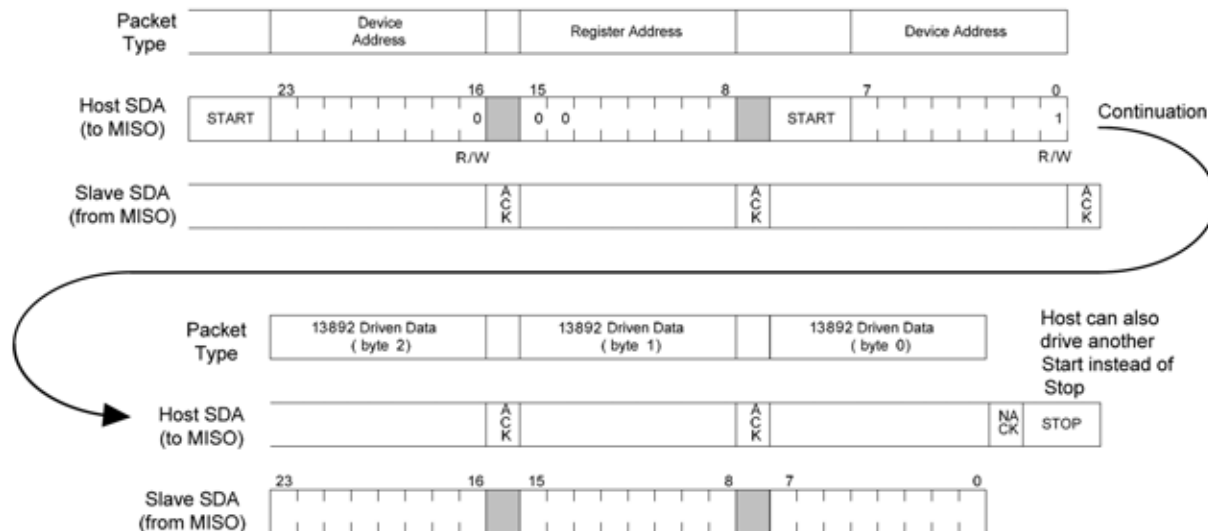 Packet
Type
Device
Address
Register Address
Device Address
Host SDA
(to MISO)
23 16 15 8 7 0
START 0 0 0 START 1
R/W R/W
Continuation
Slave SDA
(from MISO)
ACK ACK ACK
Packet
Type
13892 Driven Data
( byte 2)
13892 Driven Data
( byte 1)
13892 Driven Data
( byte 0)
Host can also
drive another
Start instead of
Stop
Host SDA
(to MISO)
ACK ACK NACK STOP
Slave SDA
(from MISO)
23 16 15 8 7 0